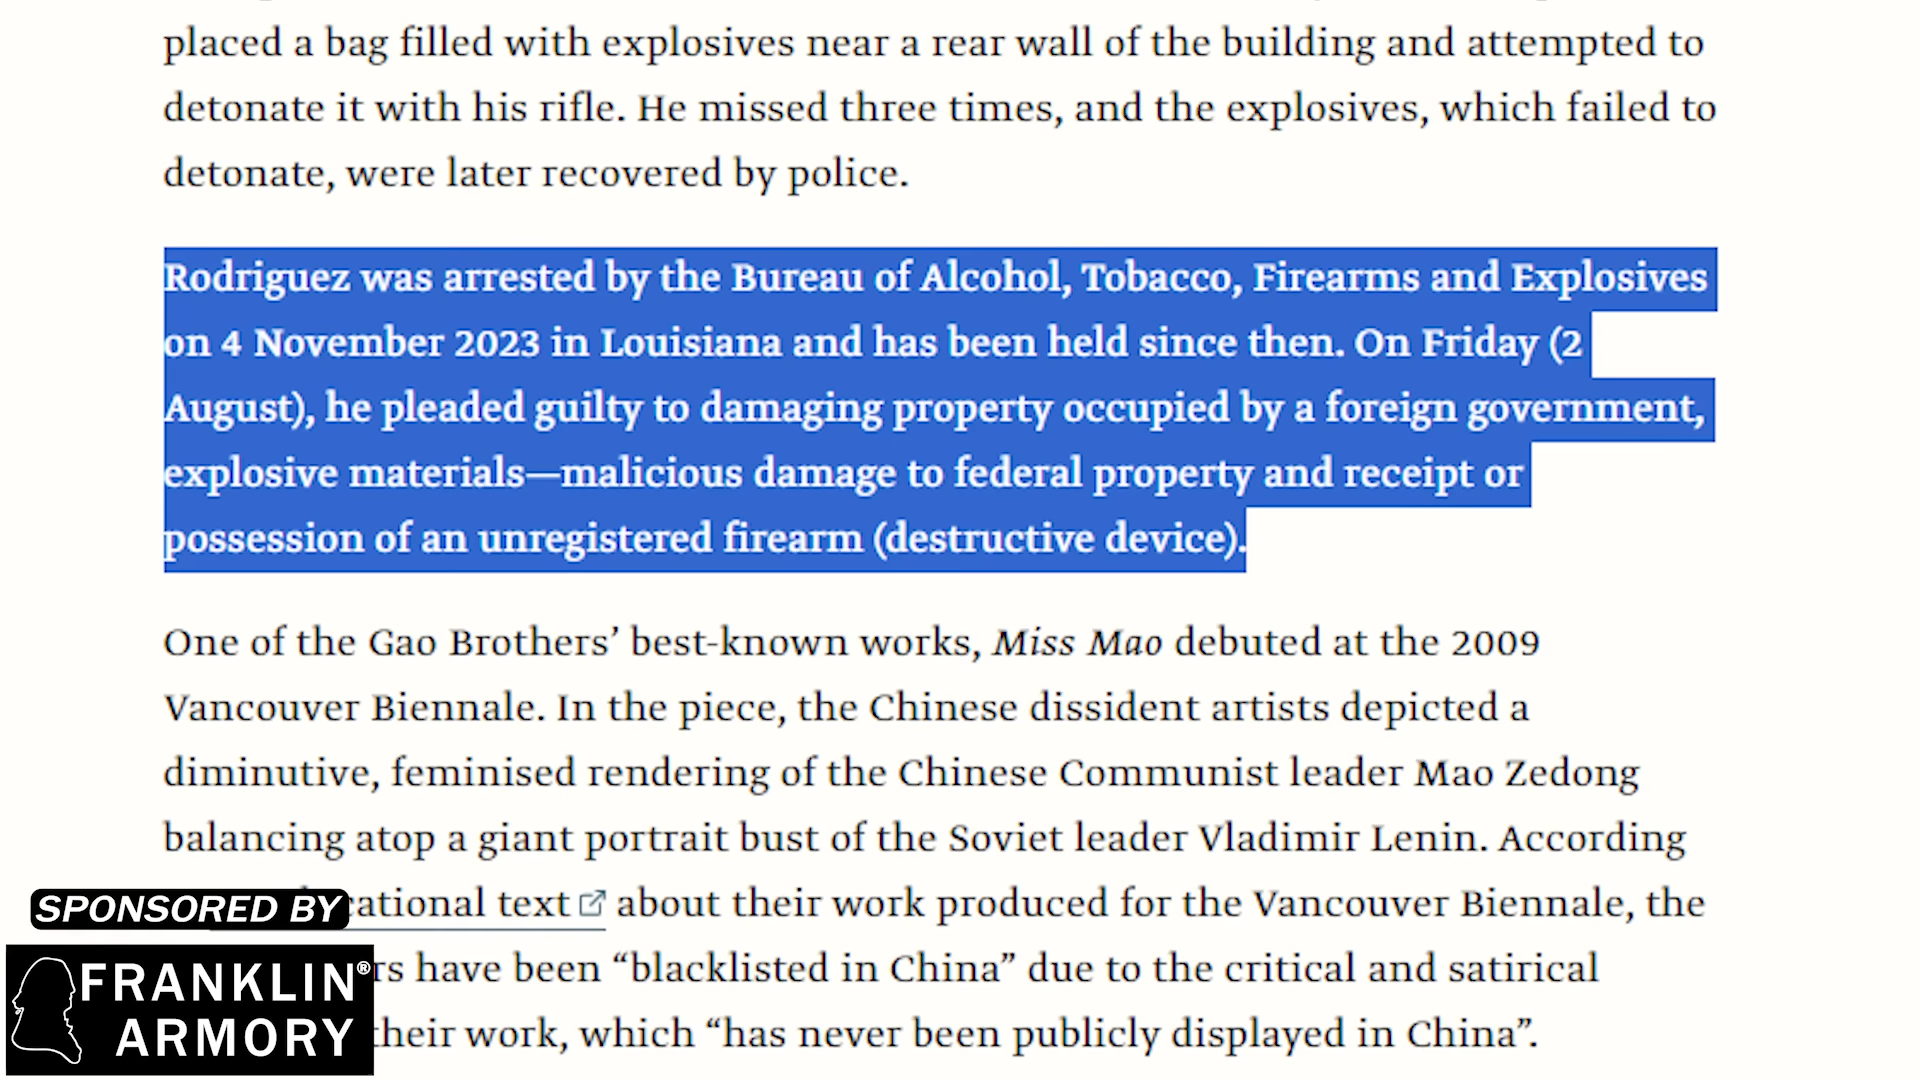 placed a bag filled with explosives near a rear wall of the building and attempted to
detonate it with his rifle. He missed three times, and the explosives, which failed to
detonate, were later recovered by police.
Rodriguez was arrested by the Bureau of Alcohol, Tobacco, Firearms and Explosives
on 4 November 2023 in Louisiana and has been held since then. On Friday (2
August), he pleaded guilty to damaging property occupied by a foreign government,
explosive materials—malicious damage to federal property and receipt or
possession of an unregistered firearm (destructive device).
One of the Gao Brothers’ best-known works, Miss Mao debuted at the 2009
Vancouver Biennale. In the piece, the Chinese dissident artists depicted a
diminutive, feminised rendering of the Chinese Communist leader Mao Zedong
balancing atop a giant portrait bust of the Soviet leader Vladimir Lenin. According
text about their work produced for the Vancouver Biennale, the
have been “blacklisted in China” due to the critical and satirical
their work, which “has never been publicly displayed in China”.
SPONSORED BY
FRANKLIN®
ARMORY